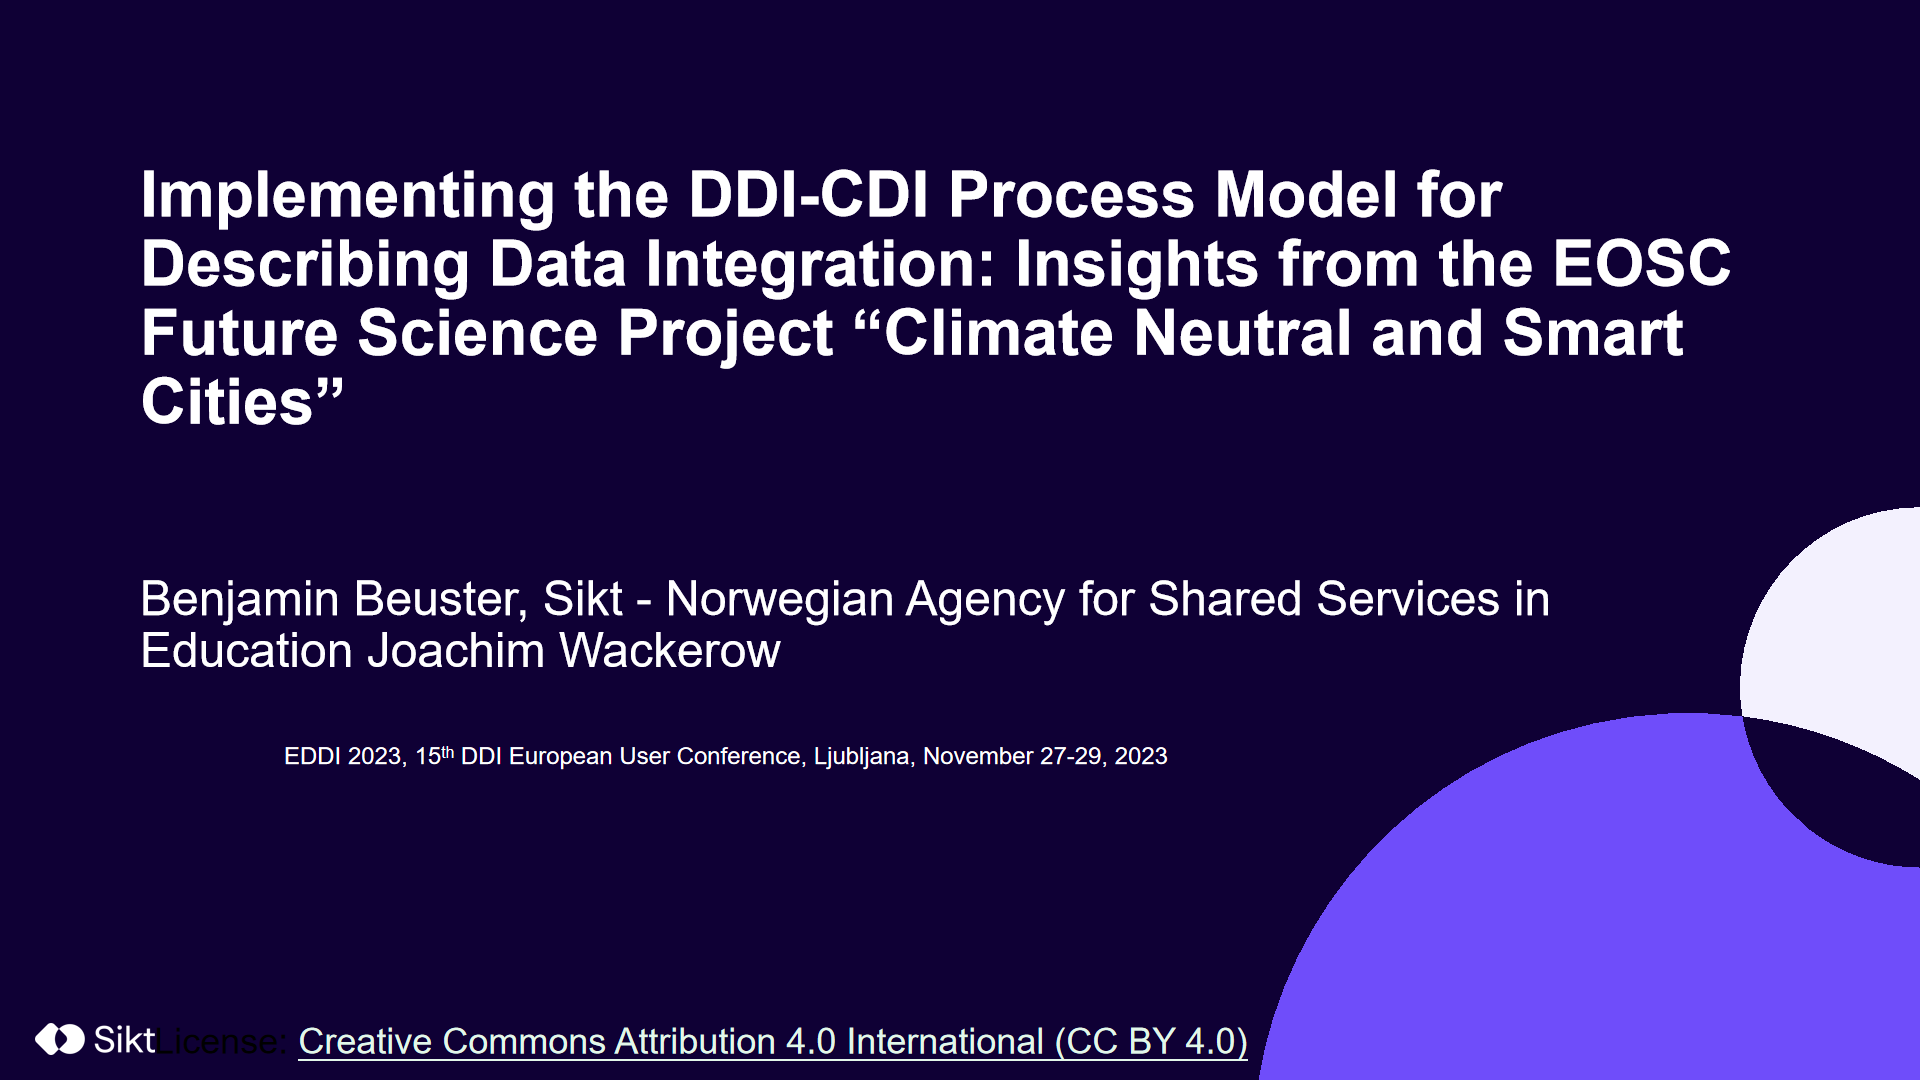 Implementing the DDI-CDI Process Model for
Describing Data Integration: Insights from the EOSC
Future Science Project “Climate Neutral and Smart
Cities”
Benjamin Beuster, Sikt - Norwegian Agency for Shared Services in
Education Joachim Wackerow
EDDI 2023, 15th DDI European User Conference, Ljubljana, November 27-29, 2023
Sikt License: Creative Commons Attribution 4.0 International (CC BY 4.0)